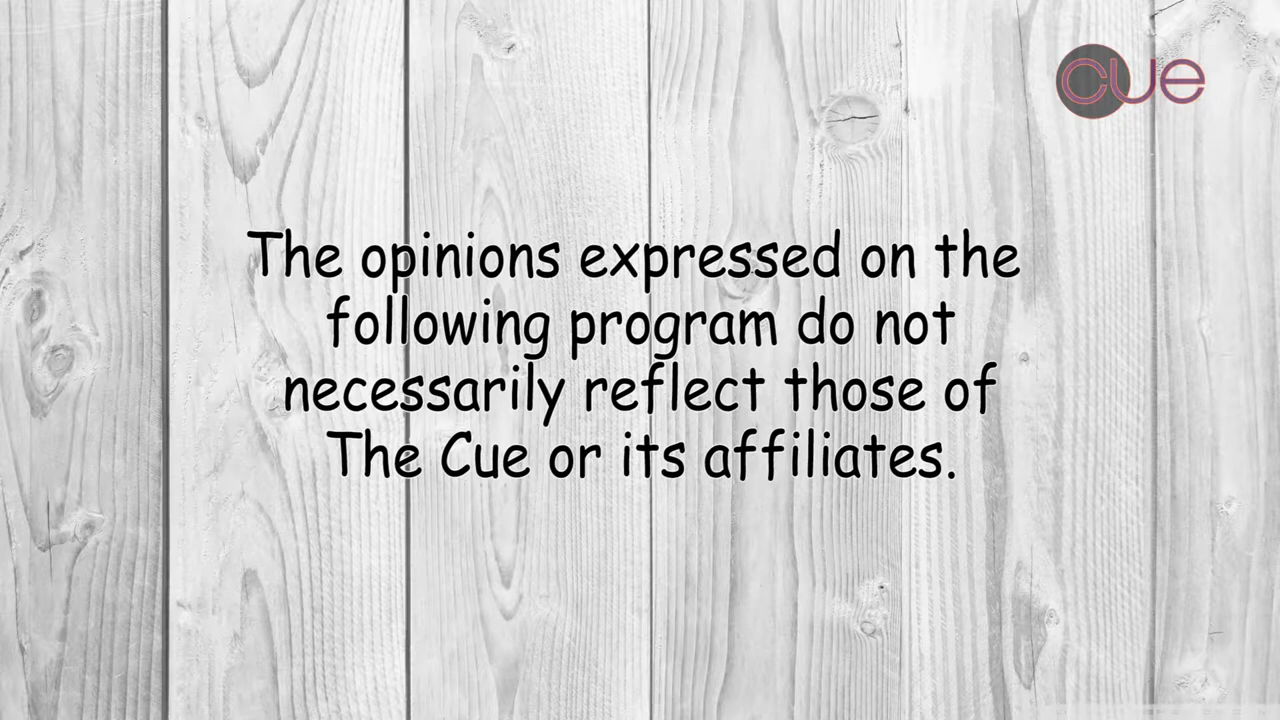 cue
The opinions expressed on the
following program do not
necessarily reflect those of
The Cue or its affiliates.